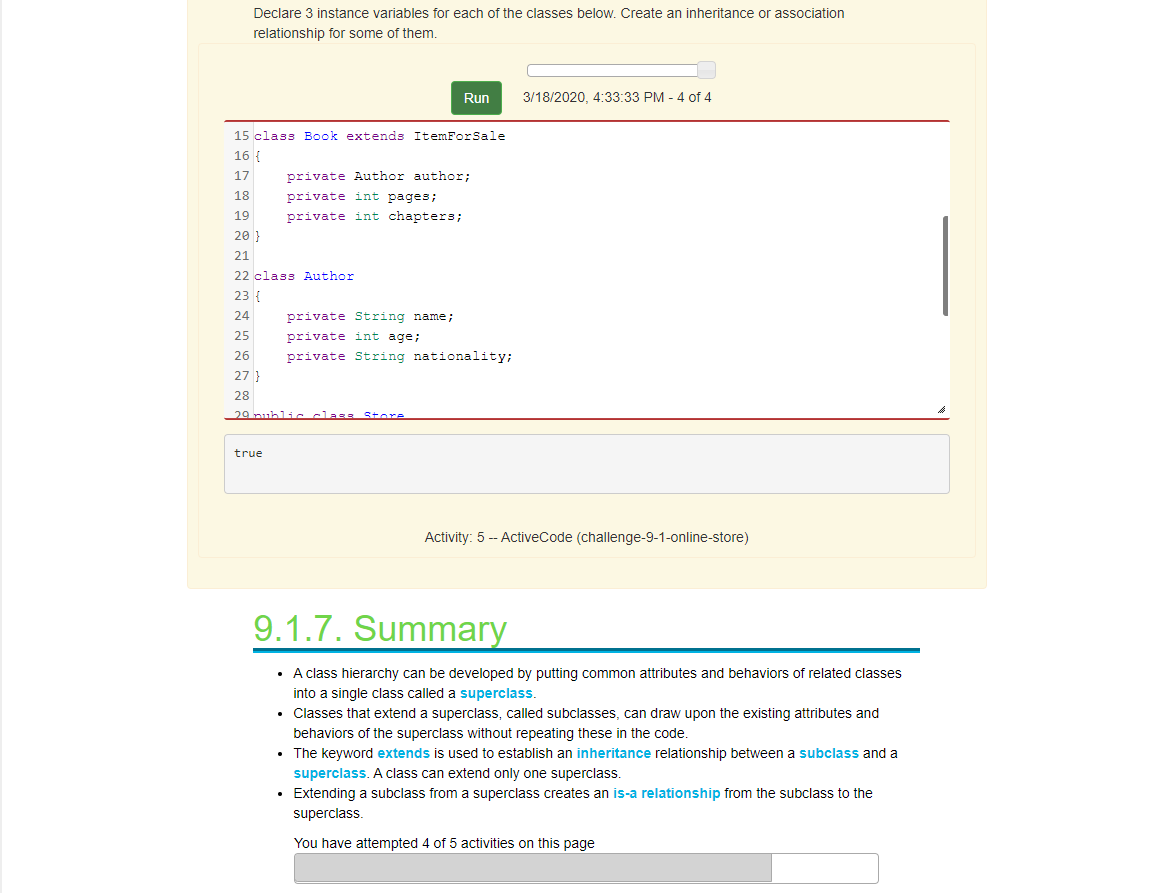 Declare 3 instance variables for each of the classes below. Create an inheritance or association
relationship for some of them.
Run
3/18/2020, 4:33:33 PM - 4 of 4
15 class Book extends ItemForSale
16 {
17     private Author author;
18     private int pages;
19     private int chapters;
20 }
21
22 class Author
23 {
24     private String name;
25     private int age;
26     private String nationality;
27 }
28
29 public class Store
true
Activity: 5 -- ActiveCode (challenge-9-1-online-store)
9.1.7. Summary
• A class hierarchy can be developed by putting common attributes and behaviors of related classes
into a single class called a superclass.
• Classes that extend a superclass, called subclasses, can draw upon the existing attributes and
behaviors of the superclass without repeating these in the code.
• The keyword extends is used to establish an inheritance relationship between a subclass and a
superclass. A class can extend only one superclass.
• Extending a subclass from a superclass creates an is-a relationship from the subclass to the
superclass.
You have attempted 4 of 5 activities on this page